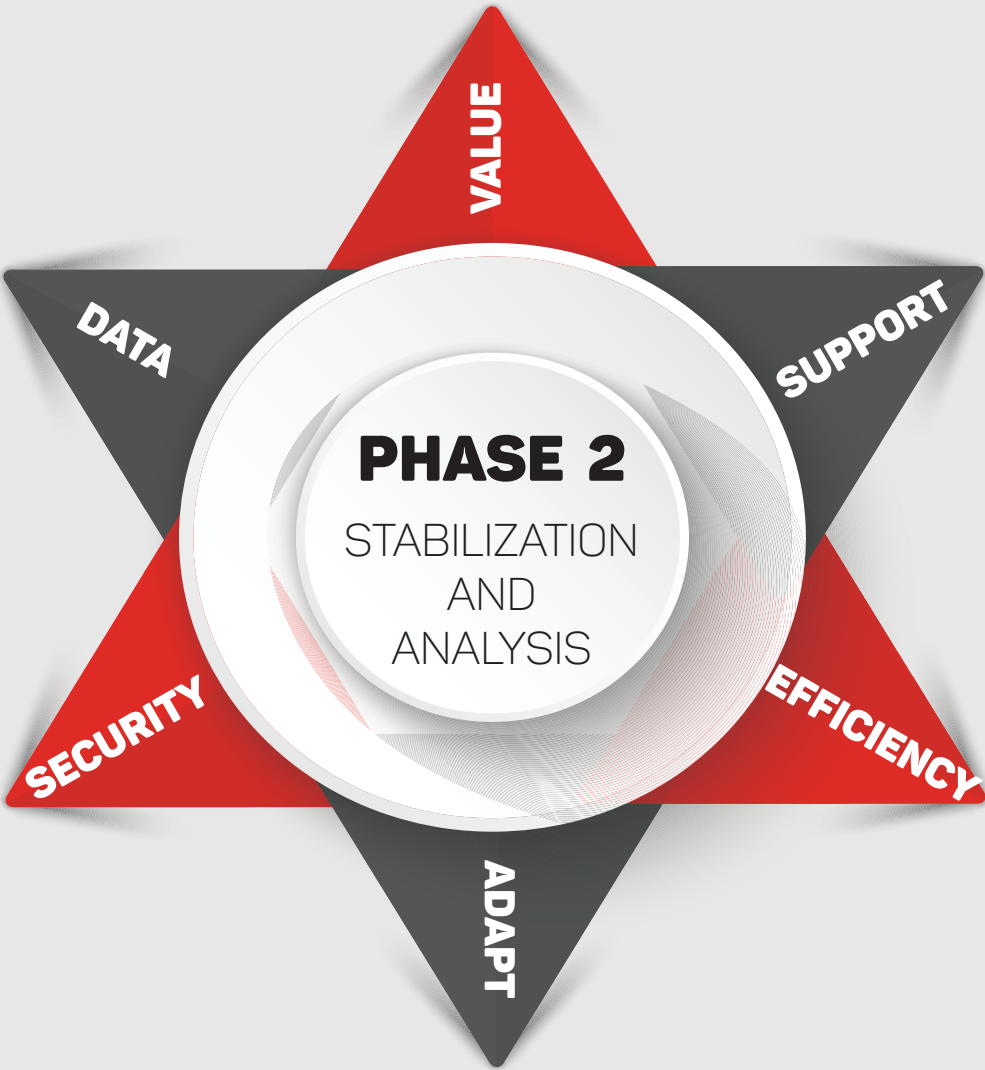 VALUE
DATA
SUPPORT
PHASE 2
STABILIZATION
AND
ANALYSIS
SECURITY
EFFICIENCY
ADAPT